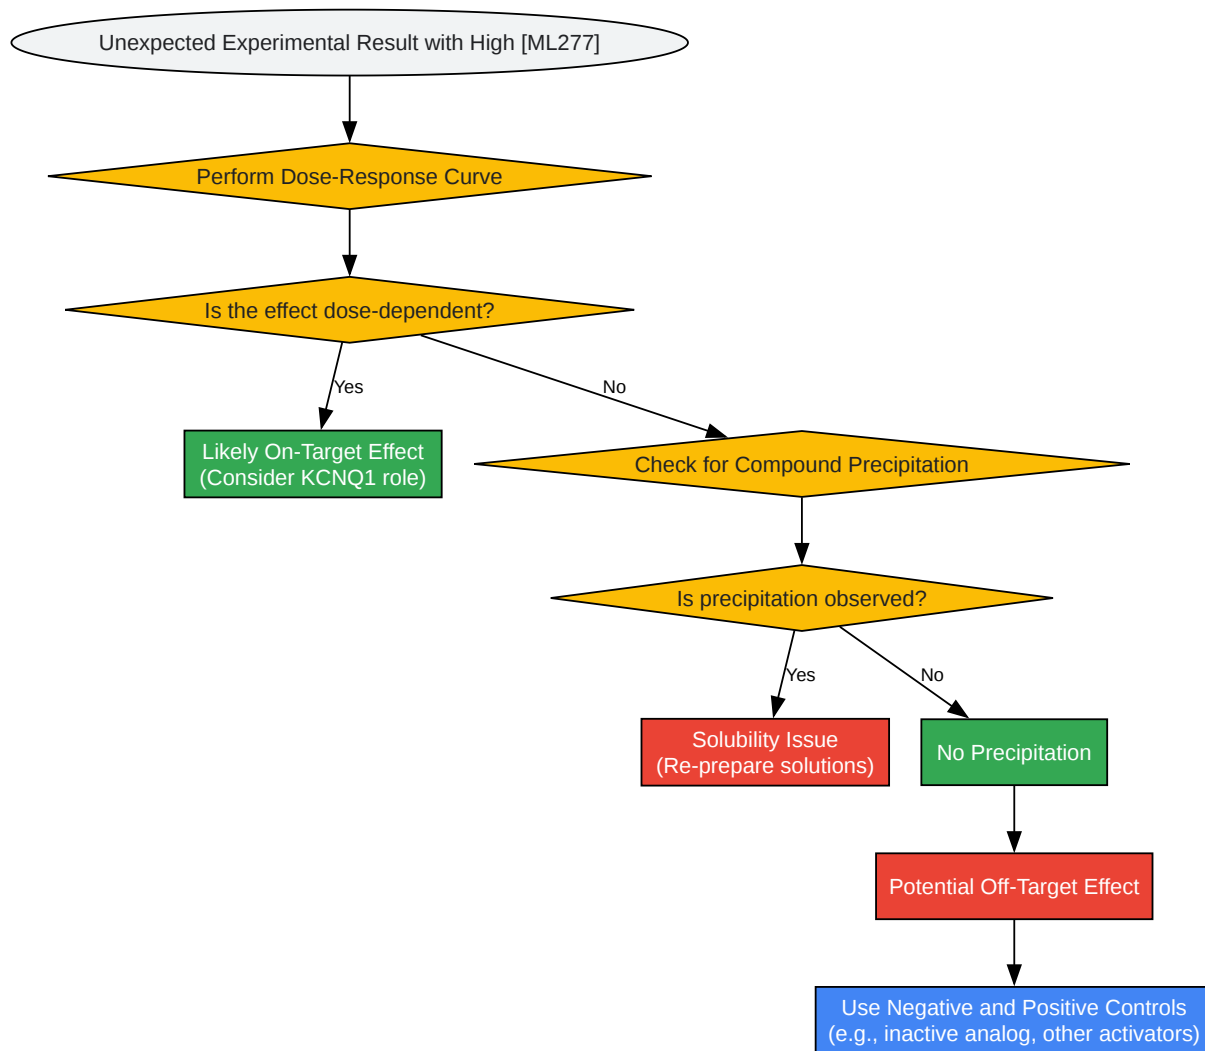 Unexpected Experimental Result with High [ML277]
Perform Dose-Response Curve
Is the effect dose-dependent?
Yes
No
Likely On-Target Effect
(Consider KCNQ1 role)
Check for Compound Precipitation
Is precipitation observed?
Yes
No
Solubility Issue
(Re-prepare solutions)
No Precipitation
Potential Off-Target Effect
Use Negative and Positive Controls
(e.g., inactive analog, other activators)